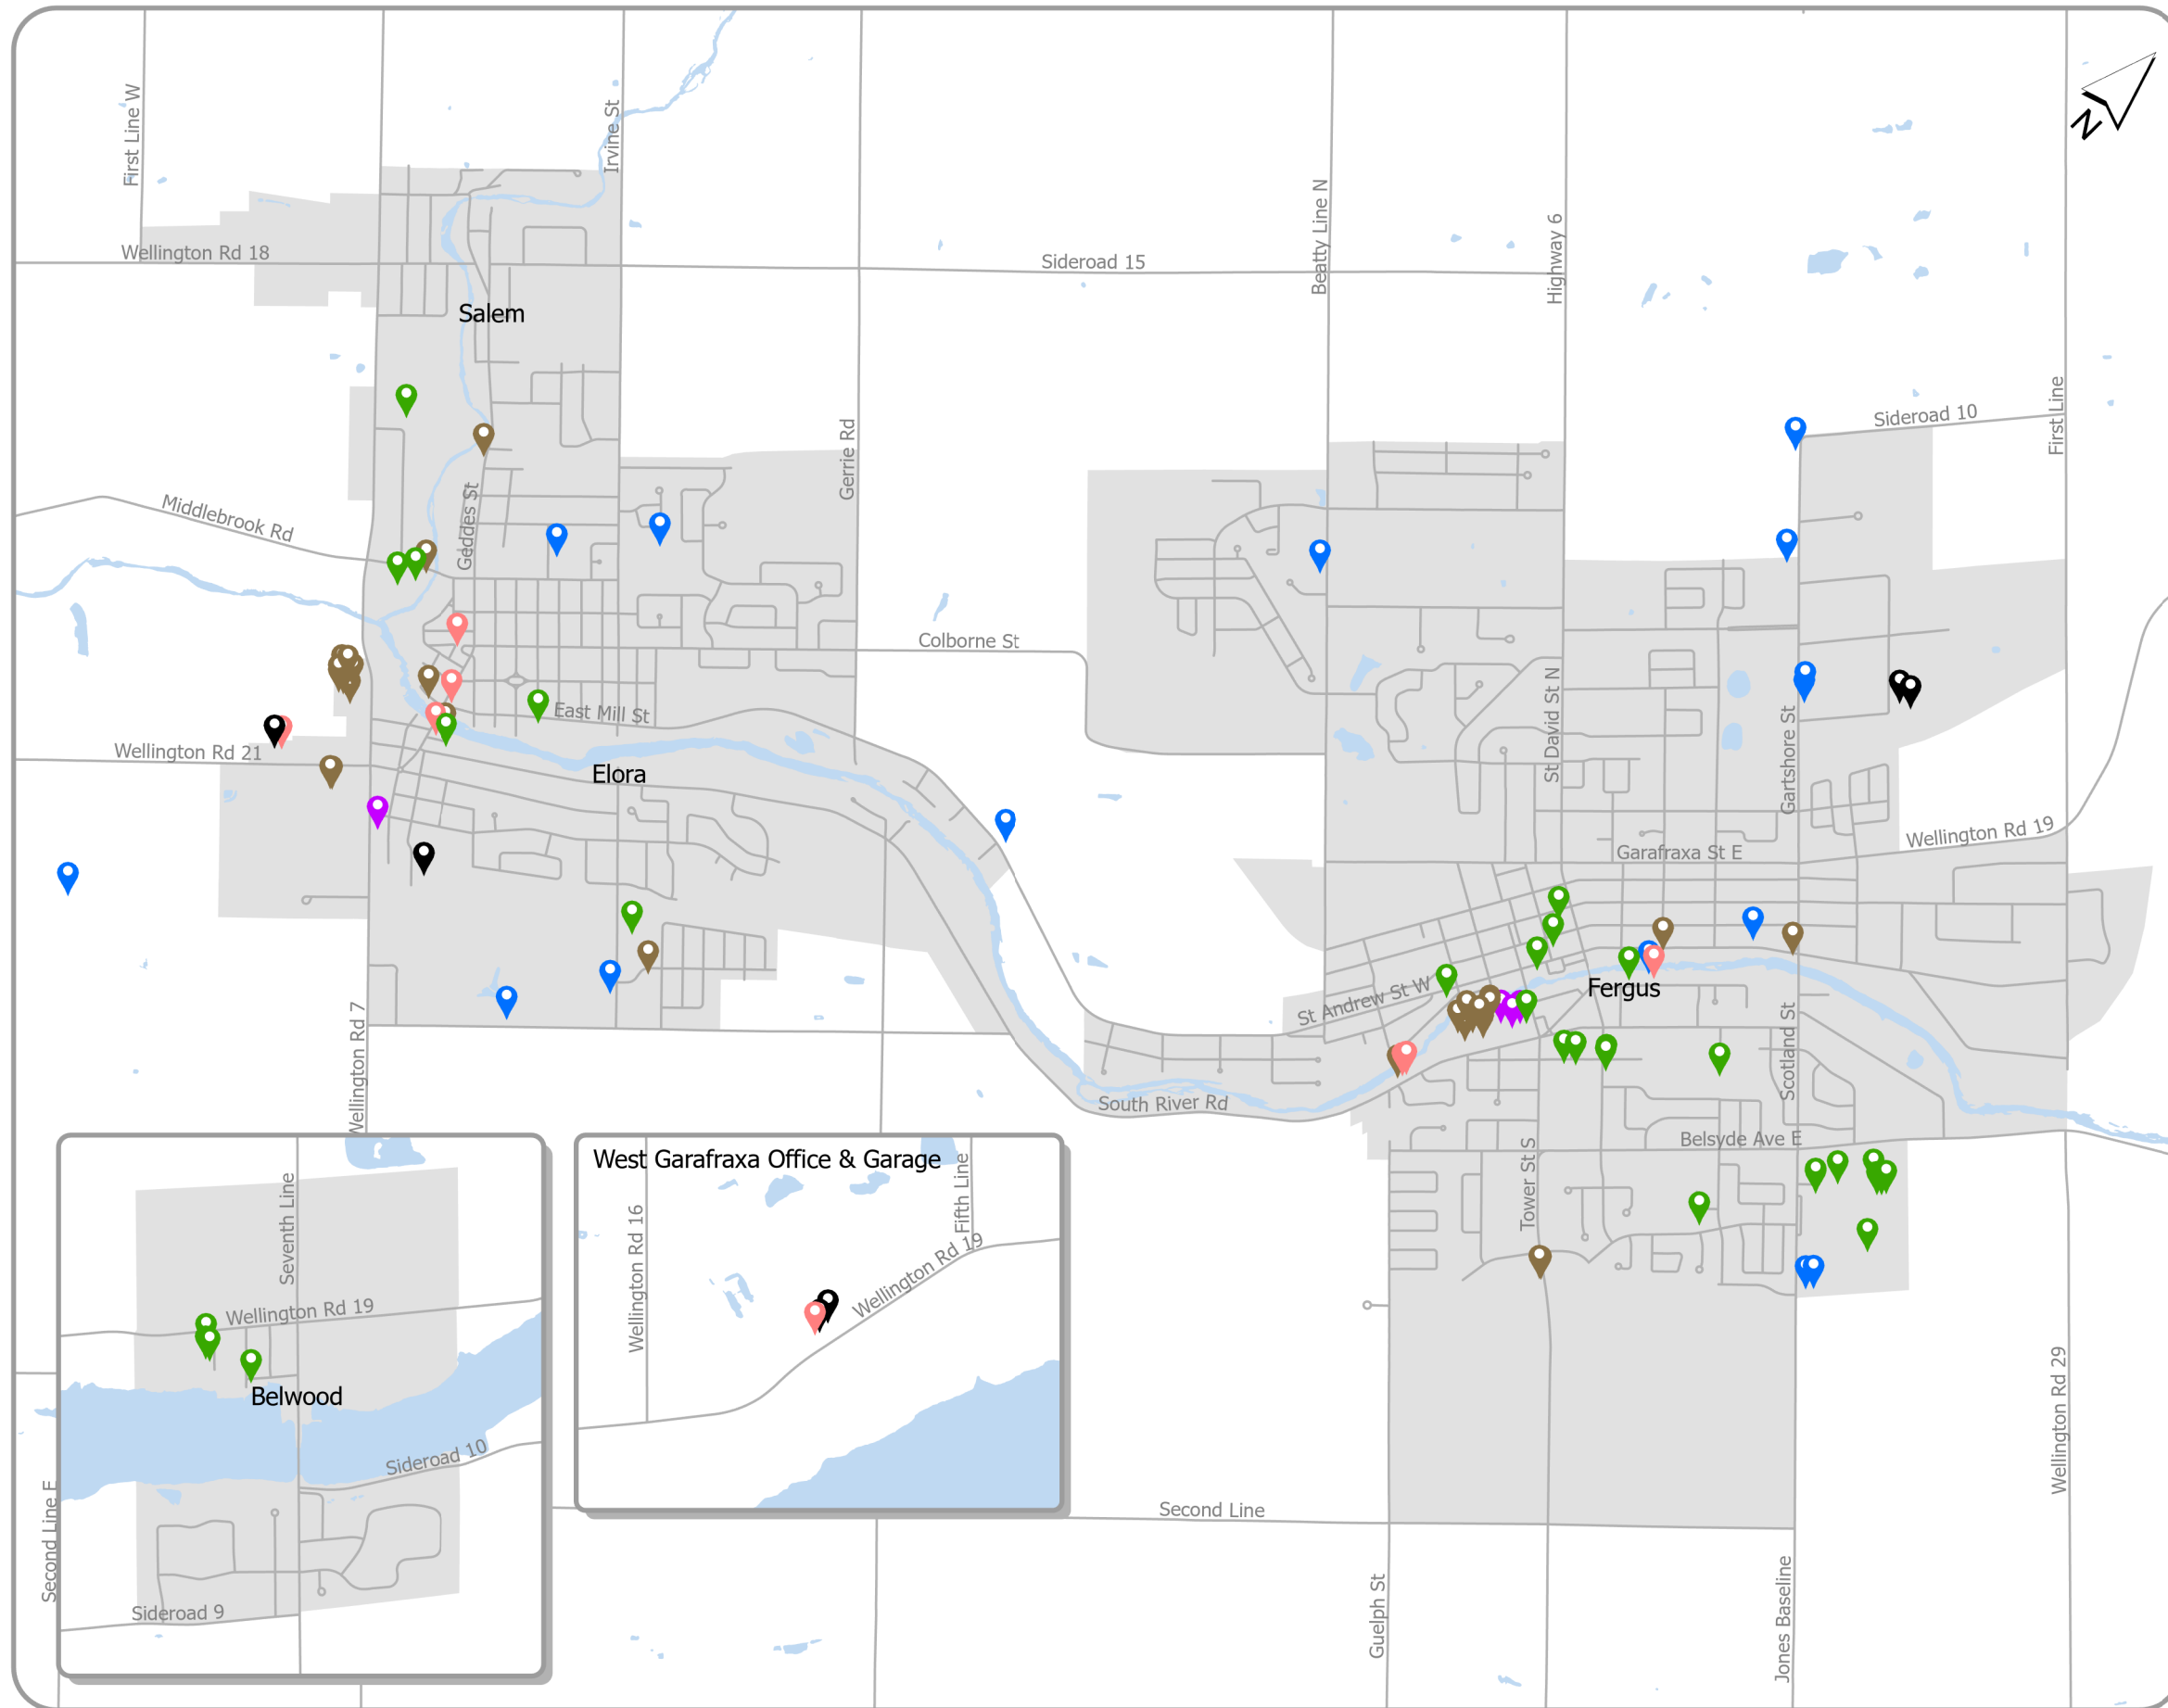 First Line W
Irvine St
N
Beatty Line N
Highway 6
Wellington Rd 18
Sideroad 15
Salem
First Line
Sideroad 10
Gerrie Rd
Middlebrook Rd
Geddes St
Colborne St
St David St N
Gartshore St
East Mill St
Wellington Rd 21
Elora
Wellington Rd 19
Garafraxa St E
St Andrew St W
Fergus
Wellington Rd 7
Scotland St
South River Rd
Belsyde Ave E
Tower St S
West Garafraxa Office & Garage
Seventh Line
Wellington Rd 16
Fifth Line
Wellington Rd 19
Wellington Rd 19
Belwood
Sideroad 10
Wellington Rd 29
Second Line E
Second Line
Guelph St
Jones Baseline
Sideroad 9